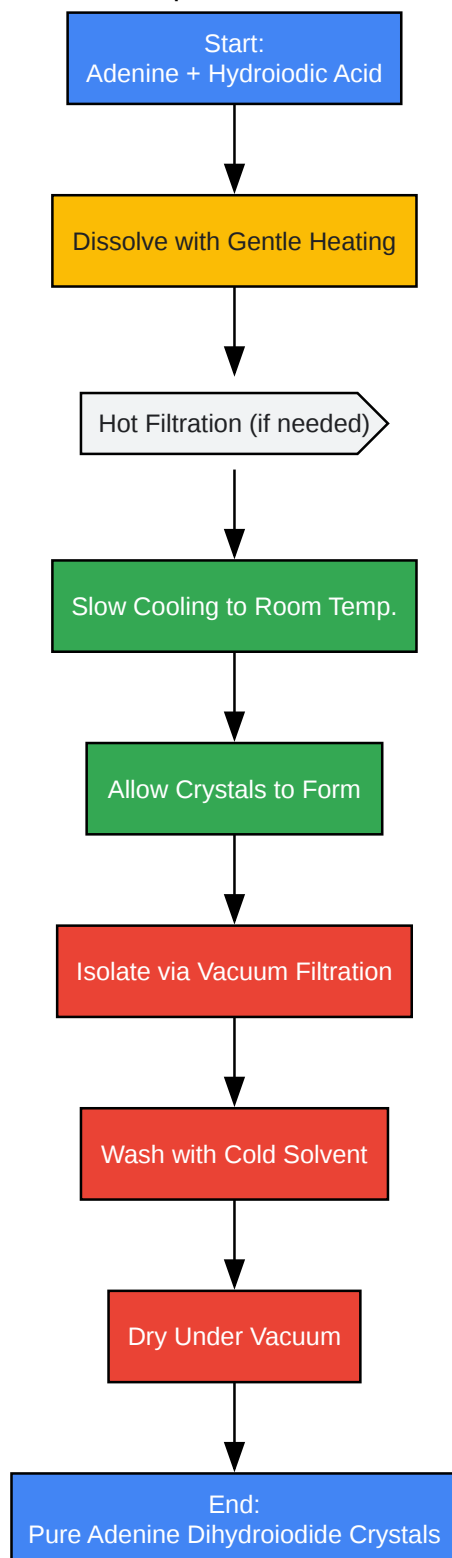 Start:
Adenine + Hydroiodic Acid
Dissolve with Gentle Heating
Hot Filtration (if needed)
Slow Cooling to Room Temp.
Allow Crystals to Form
Isolate via Vacuum Filtration
Wash with Cold Solvent
Dry Under Vacuum
End:
Pure Adenine Dihydroiodide Crystals